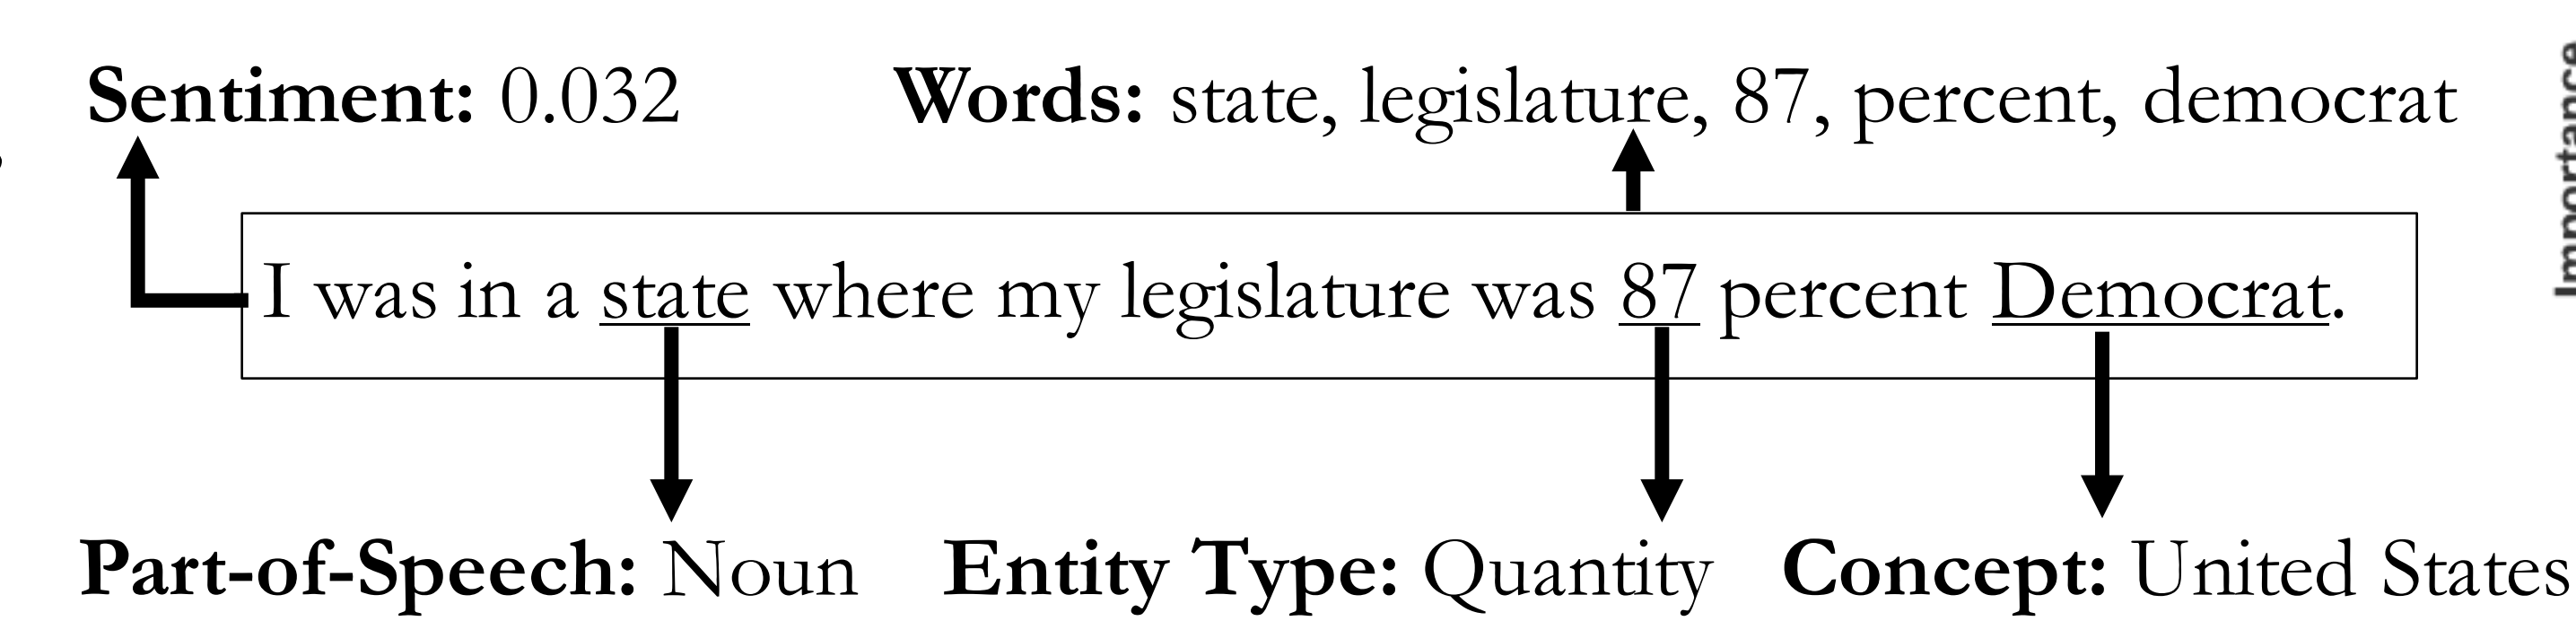 Sentiment: 0.032 Words: state, legislature, 87, percent, democrat
I was in a state where my legislature was 87 percent Democrat.
Part-of-Speech: Noun Entity Type: Quantity Concept: United States
Importance